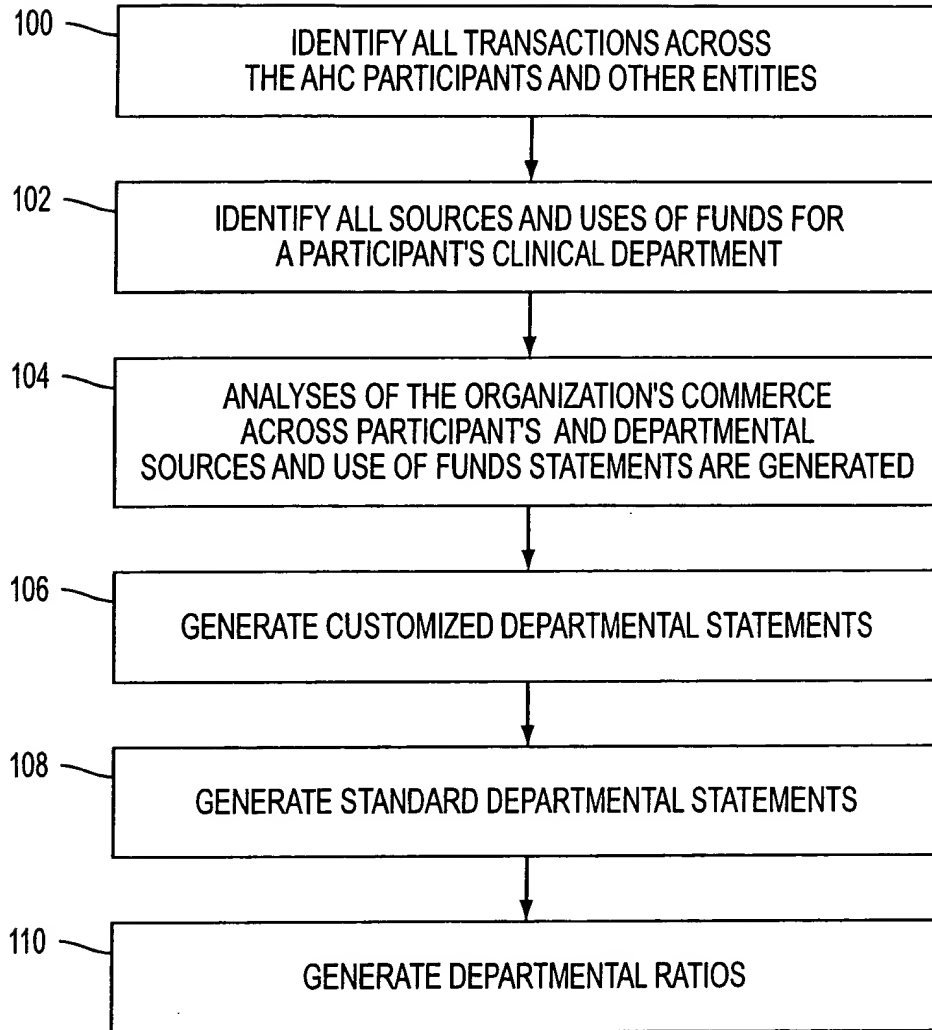 100
IDENTIFY ALL TRANSACTIONS ACROSS
THE AHC PARTICIPANTS AND OTHER ENTITIES
102
IDENTIFY ALL SOURCES AND USES OF FUNDS FOR
A PARTICIPANT'S CLINICAL DEPARTMENT
104
ANALYSES OF THE ORGANIZATION'S COMMERCE
ACROSS PARTICIPANT'S AND DEPARTMENTAL
SOURCES AND USE OF FUNDS STATEMENTS ARE GENERATED
106
GENERATE CUSTOMIZED DEPARTMENTAL STATEMENTS
108
GENERATE STANDARD DEPARTMENTAL STATEMENTS
110
GENERATE DEPARTMENTAL RATIOS